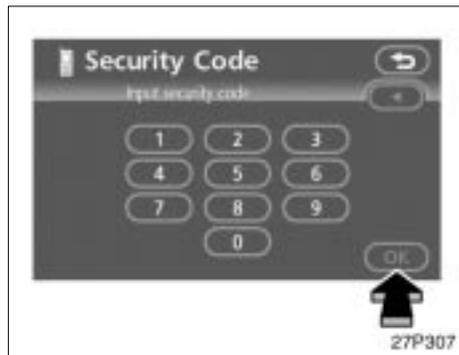 Security Code
Input security code
1 2 3
4 5 6
7 8 9
0
OK
27P307